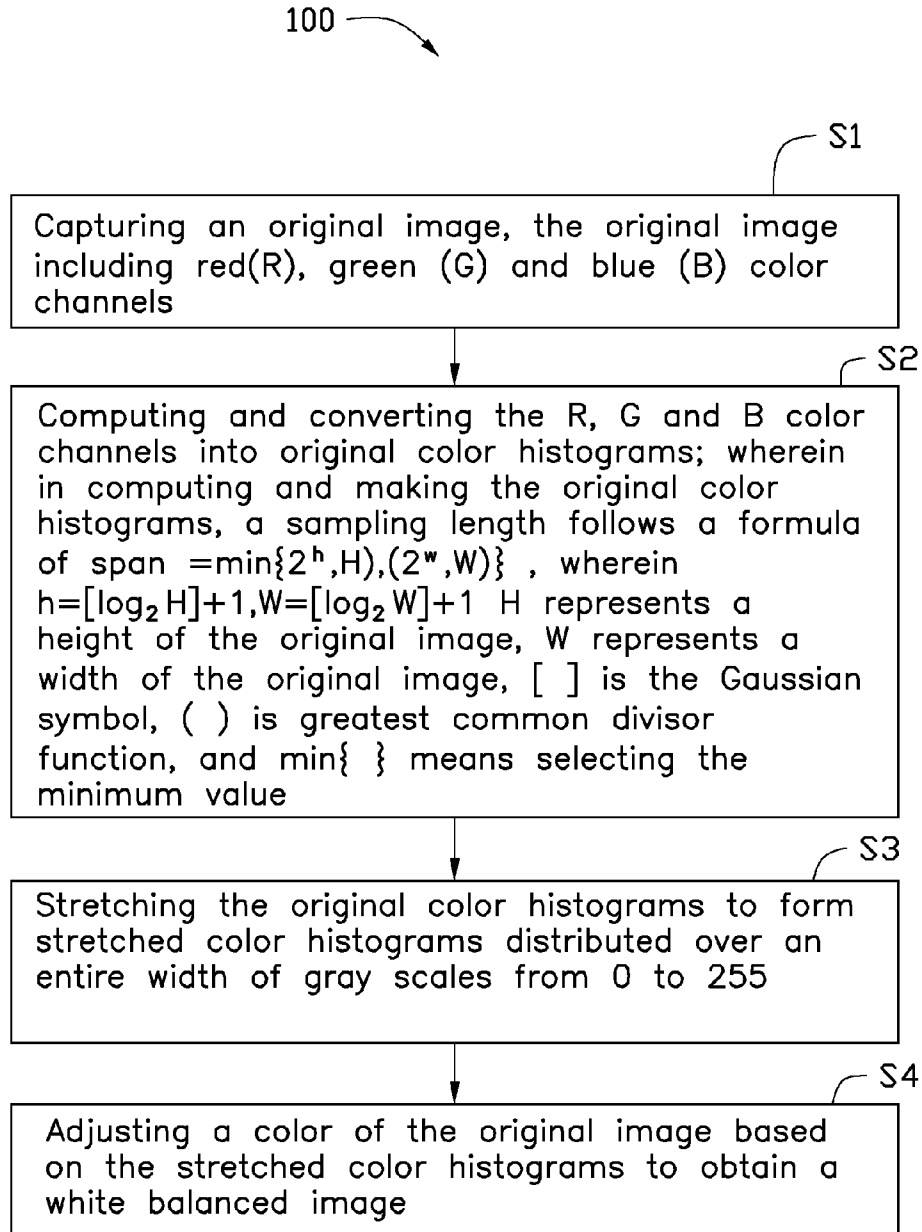 100
S1
Capturing an original image, the original image
including red(R), green (G) and blue (B) color
channels
S2
Computing and converting the R, G and B color
channels into original color histograms; wherein
in computing and making the original color
histograms, a sampling length follows a formula
of span =min{2ʰ,H),(2ʷ,W)} , wherein
h=[log₂ H]+1,W=[log₂ W]+1 H represents a
height of the original image, W represents a
width of the original image, [ ] is the Gaussian
symbol, ( ) is greatest common divisor
function, and min{ } means selecting the
minimum value
S3
Stretching the original color histograms to form
stretched color histograms distributed over an
entire width of gray scales from 0 to 255
S4
Adjusting a color of the original image based
on the stretched color histograms to obtain a
white balanced image